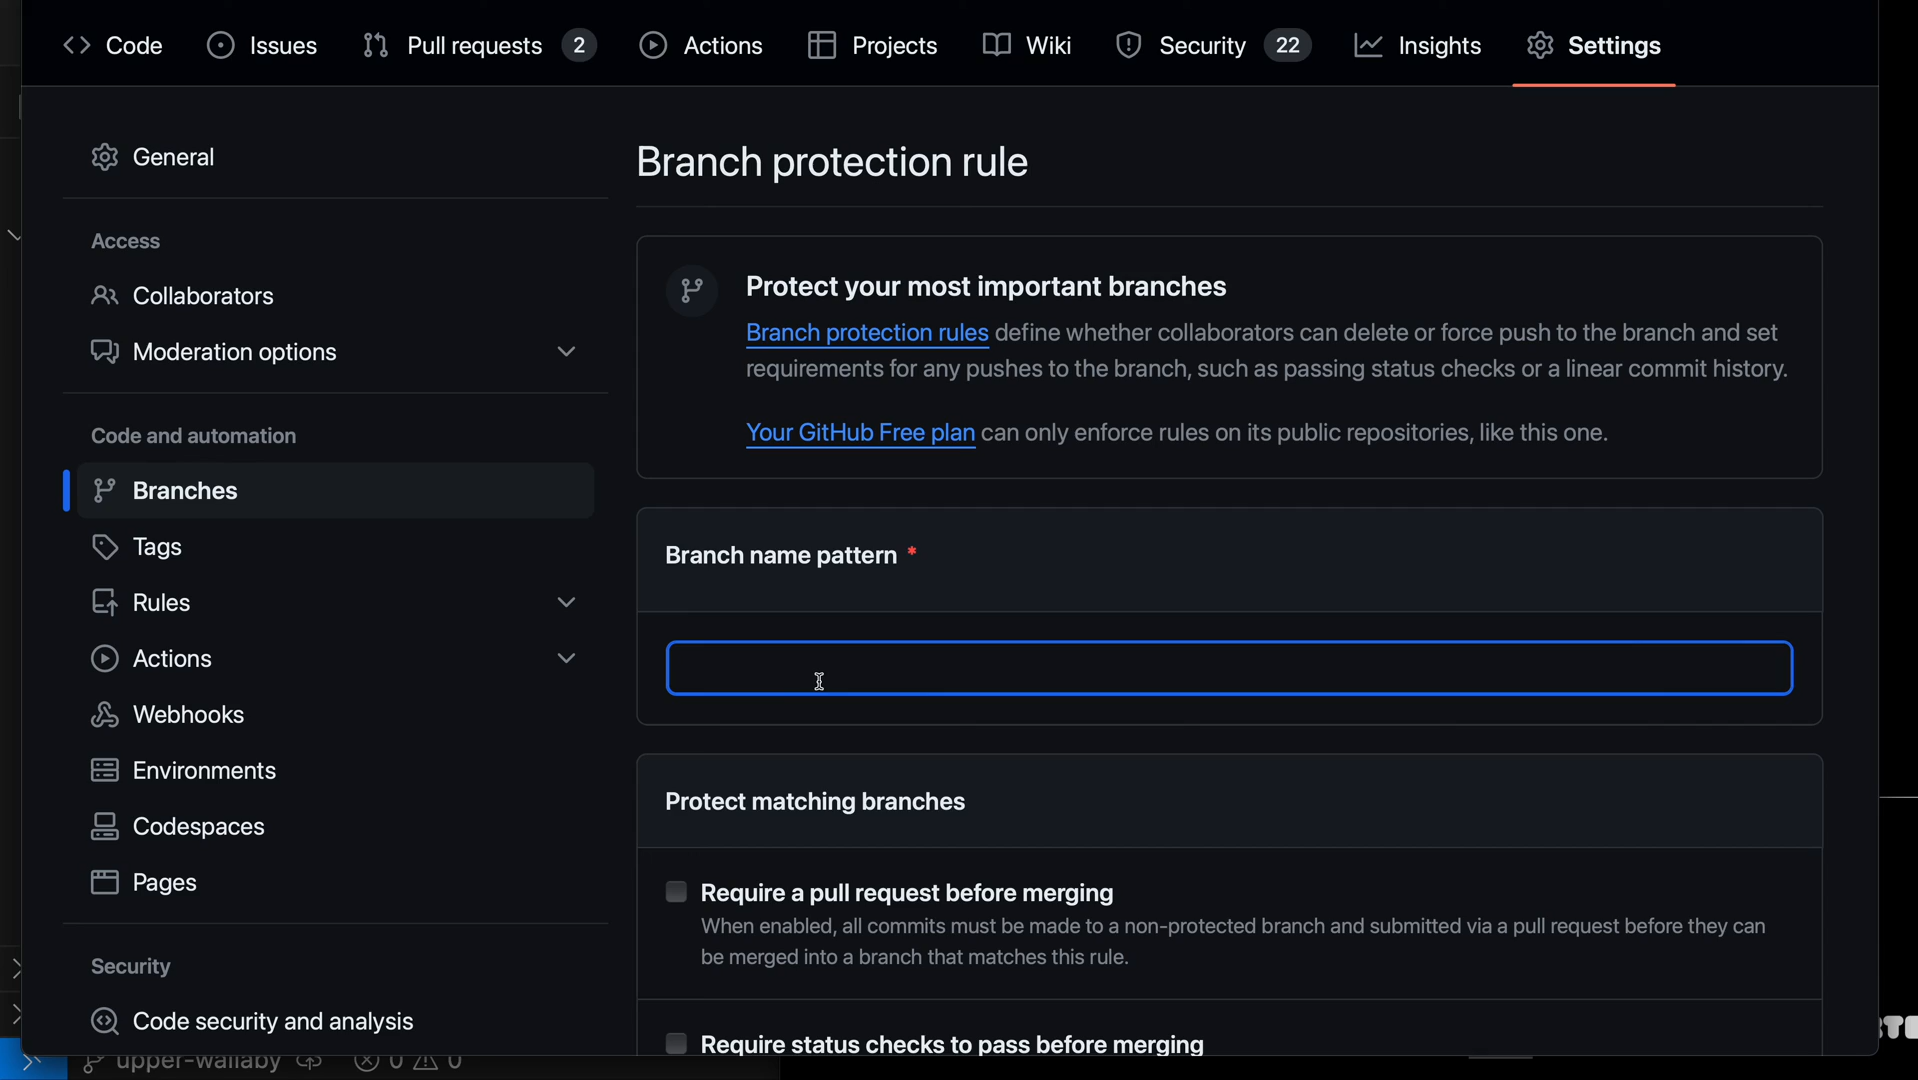 Code Issues Pull requests 2 Actions Projects Wiki Security 22 Insights Settings
General
Access
Collaborators
Moderation options
Code and automation
Branches
Tags
Rules
Actions
Webhooks
Environments
Codespaces
Pages
Security
Code security and analysis
Branch protection rule
Protect your most important branches
Branch protection rules define whether collaborators can delete or force push to the branch and set
requirements for any pushes to the branch, such as passing status checks or a linear commit history.
Your GitHub Free plan can only enforce rules on its public repositories, like this one.
Branch name pattern *
Protect matching branches
Require a pull request before merging
When enabled, all commits must be made to a non-protected branch and submitted via a pull request before they can
be merged into a branch that matches this rule.
Require status checks to pass before merging
upper-wallaby 0 0